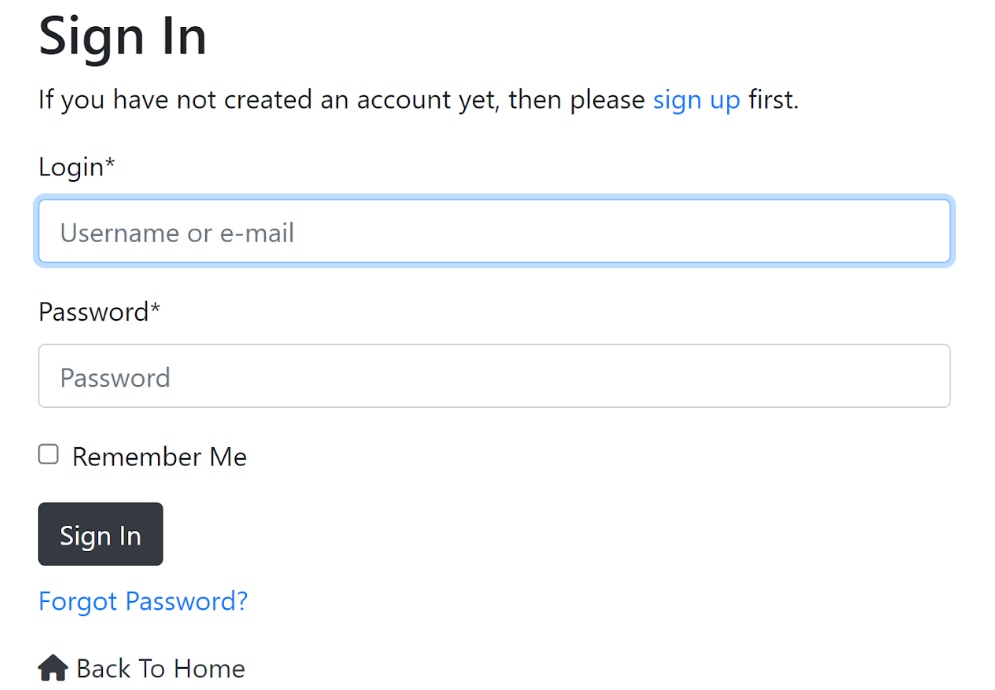 Sign In
If you have not created an account yet, then please sign up first.
Login*
Username or e-mail
Password*
Password
Remember Me
Sign In
Forgot Password?
Back To Home